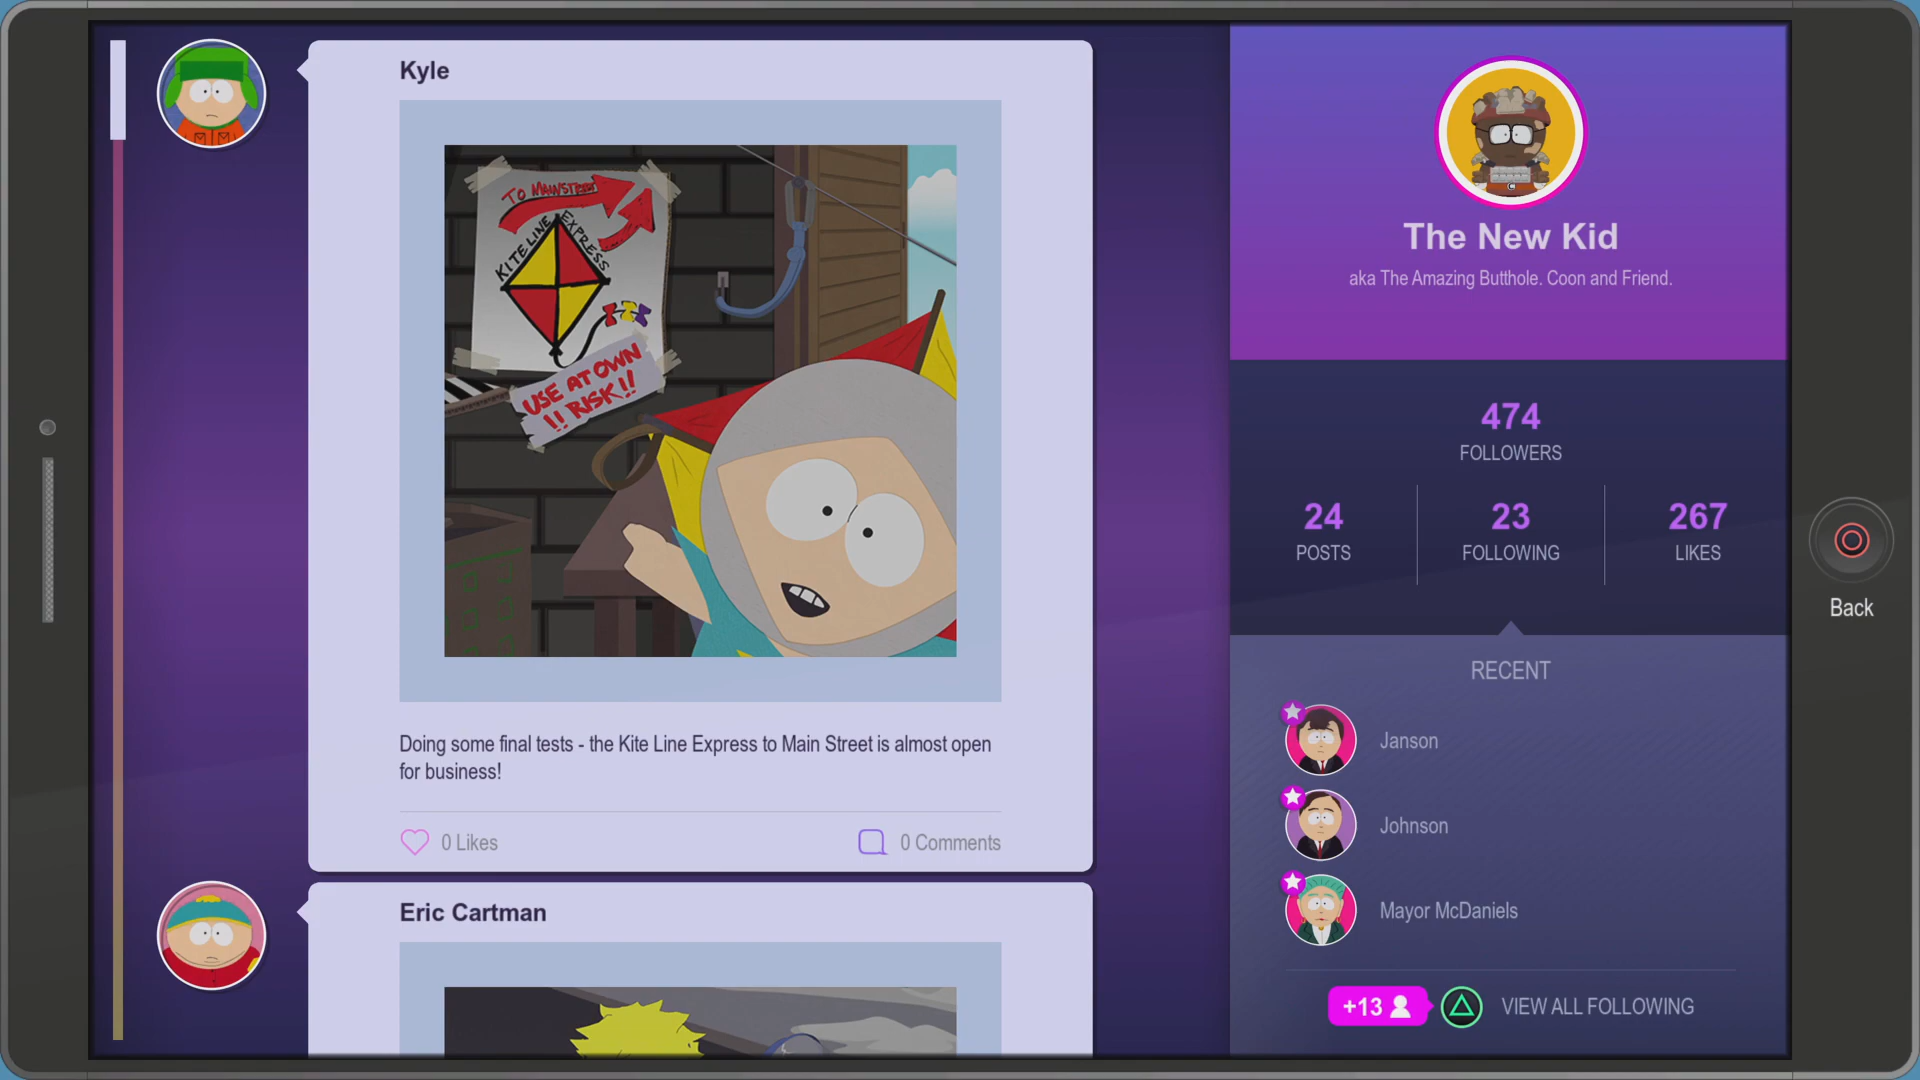 Kyle
TO MAINSTREET
KITE LINE EXPRESS
USE AT OWN
!! RISK!!
Doing some final tests - the Kite Line Express to Main Street is almost open
for business!
0 Likes
0 Comments
Eric Cartman
The New Kid
aka The Amazing Butthole. Coon and Friend.
474
FOLLOWERS
24
POSTS
23
FOLLOWING
267
LIKES
RECENT
Janson
Johnson
Mayor McDaniels
+13
VIEW ALL FOLLOWING
Back